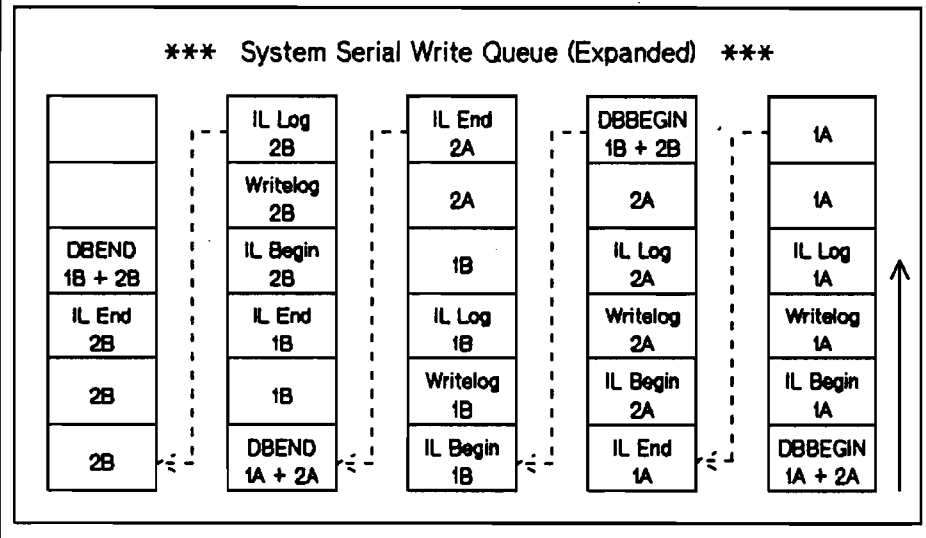 *** System Serial Write Queue (Expanded) ***
DBEND
1B + 2B
IL End
2B
2B
2B
IL Log
2B
Writelog
2B
IL Begin
2B
IL End
1B
1B
DBEND
1A + 2A
IL End
2A
2A
1B
IL Log
1B
Writelog
1B
IL Begin
1B
DBBEGIN
1B + 2B
2A
IL Log
2A
Writelog
2A
IL Begin
2A
IL End
1A
1A
1A
IL Log
1A
Writelog
1A
IL Begin
1A
DBBEGIN
1A + 2A